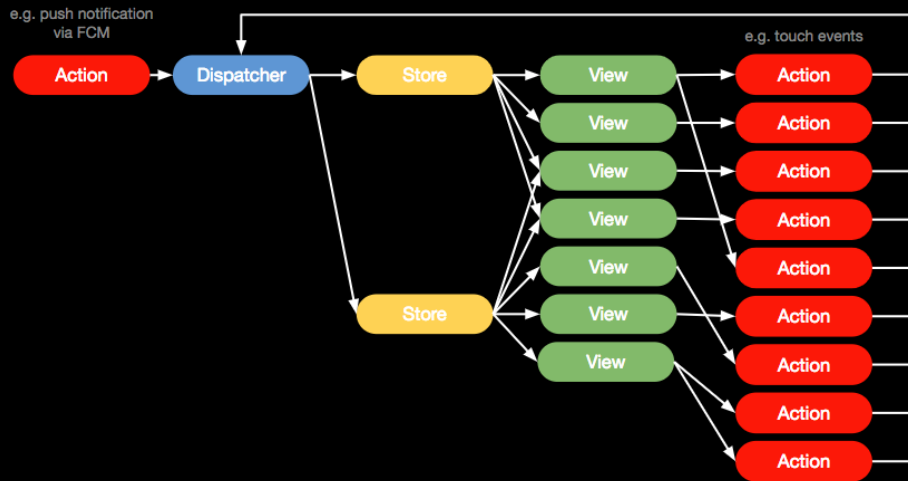 e.g. push notification
via FCM
e.g. touch events
Action
Dispatcher
Store
View
Action
View
Action
View
Action
View
Action
View
Action
Store
View
Action
View
Action
Action
Action